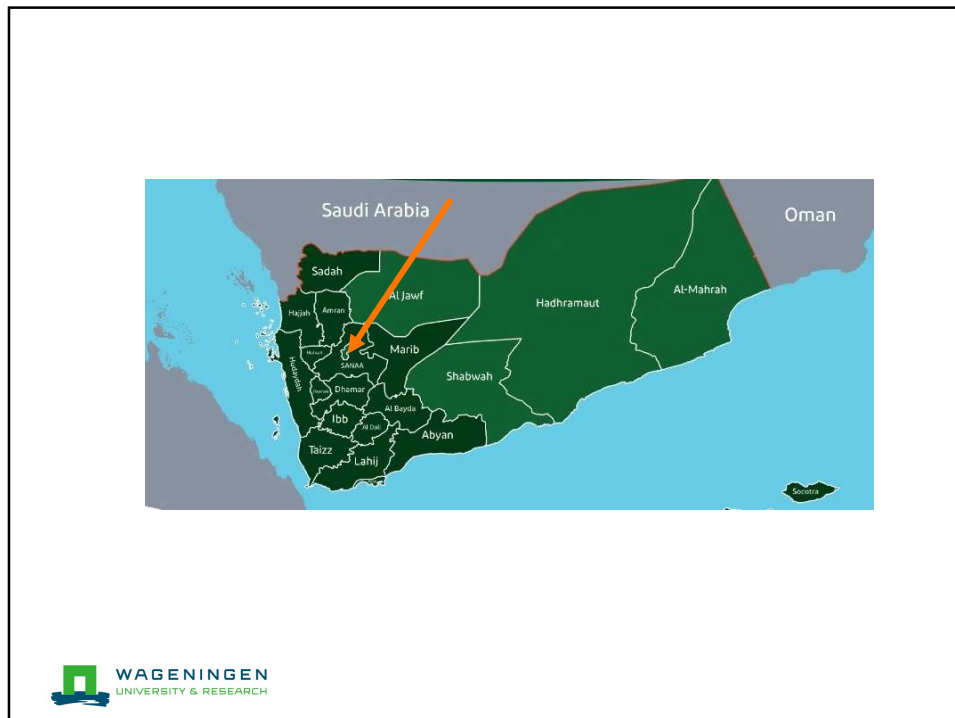 Saudi Arabia
Oman
Sadah
Al Jawf
Hadhramaut
Al-Mahrah
Hajjah
Amran
Marib
SANAA
Hudaydah
Shabwah
Dhamar
Al Bayda
Ibb
Al Dali
Abyan
Taizz
Lahij
Socotra
WAGENINGEN
UNIVERSITY & RESEARCH